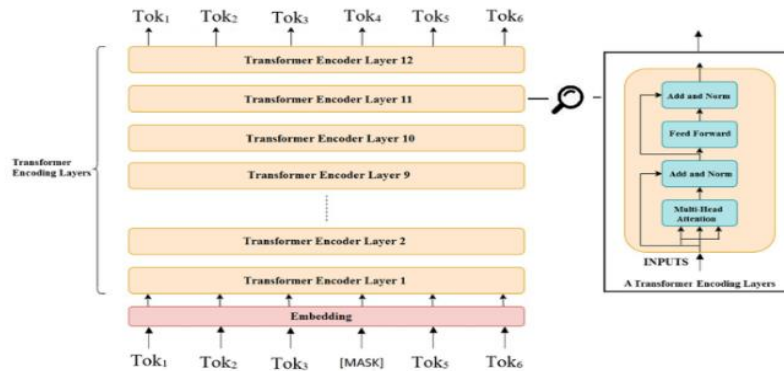 Tok₁ Tok₂ Tok₃ Tok₄ Tok₅ Tok₆
Transformer Encoder Layer 12
Transformer Encoder Layer 11
Transformer Encoder Layer 10
Transformer Encoder Layer 9
Transformer Encoder Layer 2
Transformer Encoder Layer 1
Embedding
Tok₁ Tok₂ Tok₃ [MASK] Tok₅ Tok₆
Transformer
Encoding Layers
Add and Norm
Feed Forward
Add and Norm
Multi-Head
Attention
INPUTS
A Transformer Encoding Layers